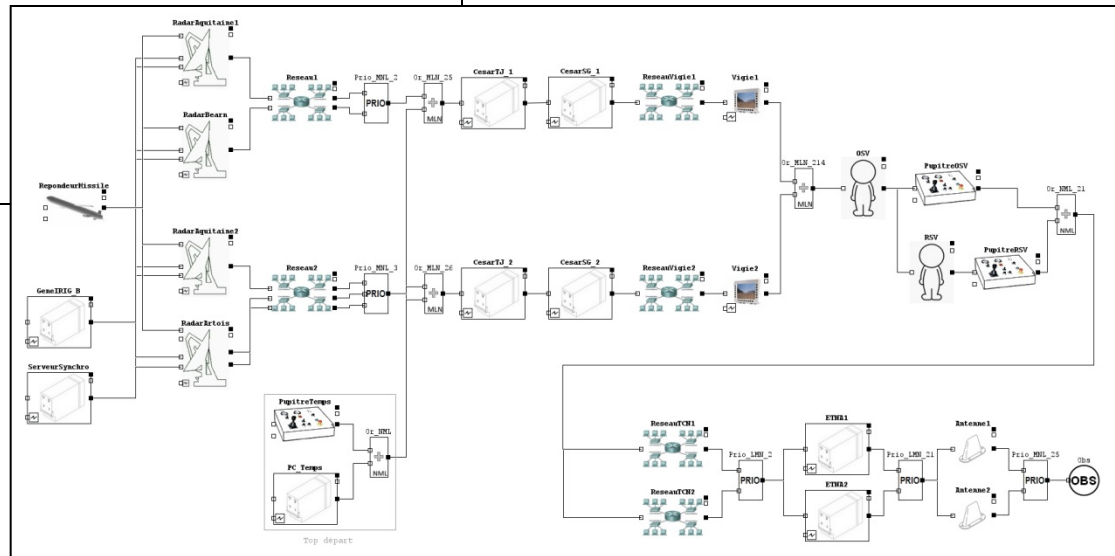 RadarAquitaine1
Reseau1
Prio_MNL_2
Or_MLN_25
CesarTJ_1
CesarSG_1
ReseauVigie1
Vigie1
PRIO
MLN
RadarBearn
Or_MLN_214
OSV
PupitreOSV
MLN
Or_NML_21
NML
RepondeurMissile
RSV
PupitreRSV
RadarAquitaine2
Reseau2
Prio_MNL_3
Or_MLN_26
CesarTJ_2
CesarSG_2
ReseauVigie2
Vigie2
PRIO
MLN
GeneIRIG_B
RadarArtois
ServeurSynchro
PupitreTemps
Or_NML
NML
PC_Temps
Top départ
ReseauTCN1
Prio_LMN_2
PRIO
ReseauTCN2
ETNA1
Prio_LMN_21
PRIO
ETNA2
Antenne1
Prio_MNL_25
PRIO
Antenne2
Obs
OBS